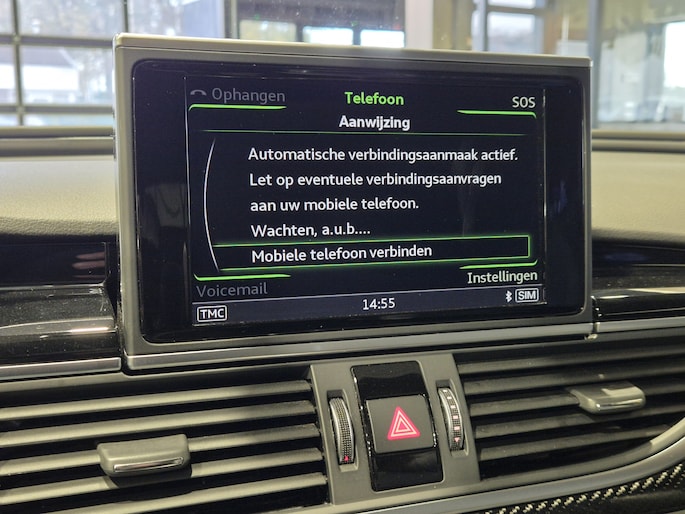 Ophangen
Telefoon
SOS
Aanwijzing
Automatische verbindingsaanmaak actief.
Let op eventuele verbindingsaanvragen
aan uw mobiele telefoon.
Wachten, a.u.b....
Mobiele telefoon verbinden
Voicemail
Instellingen
TMC
14:55
SIM